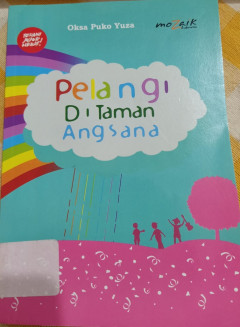 Oksa Puko Yuza
Pelangi
Di Taman
Angsana